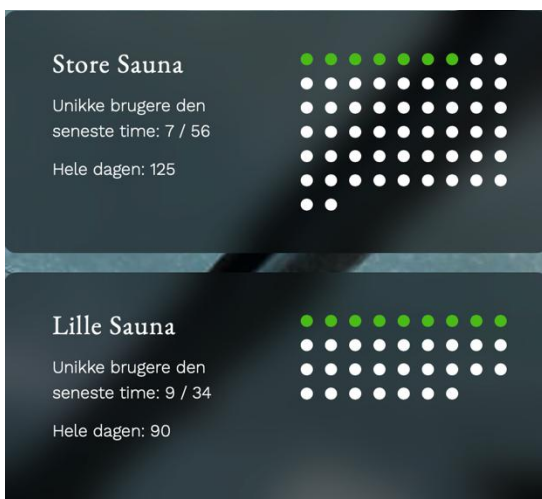 Store Sauna
Unikke brugere den
seneste time: 7 / 56
Hele dagen: 125
Lille Sauna
Unikke brugere den
seneste time: 9 / 34
Hele dagen: 90